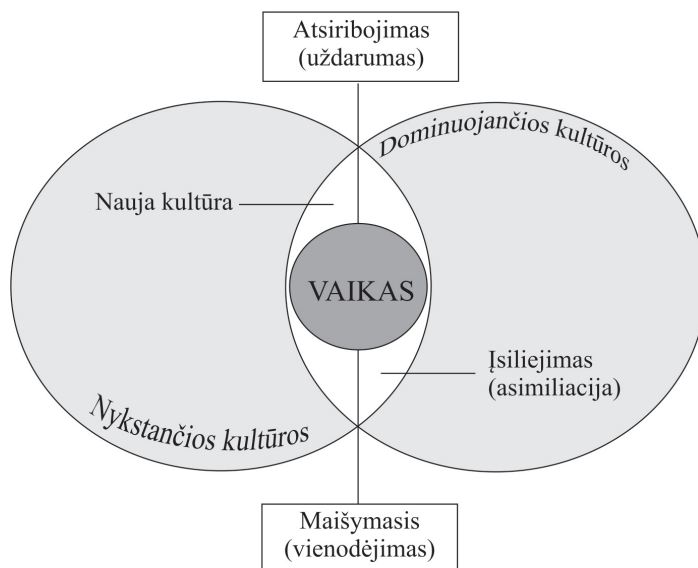 Atsiribojimas
(uždarumas)
Dominuojančios kultūros
Nauja kultūra
VAIKAS
Įsiliejimas
(asimiliacija)
Nykstančios kultūros
Maišymasis
(vienodėjimas)